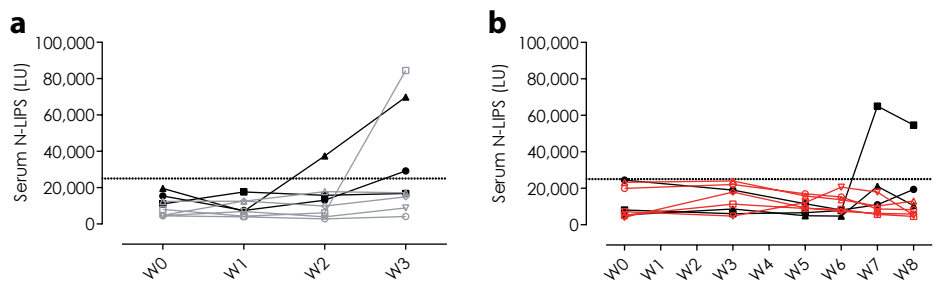 a
Serum N-LIPS (LU)
100,000
80,000
60,000
40,000
20,000
0
W0
W1
W2
W3
b
Serum N-LIPS (LU)
100,000
80,000
60,000
40,000
20,000
0
W0
W1
W2
W3
W4
W5
W6
W7
W8